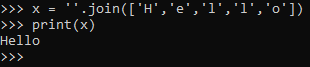 >>> x = ''.join(['H','e','l','l','o'])
>>> print(x)
Hello
>>>